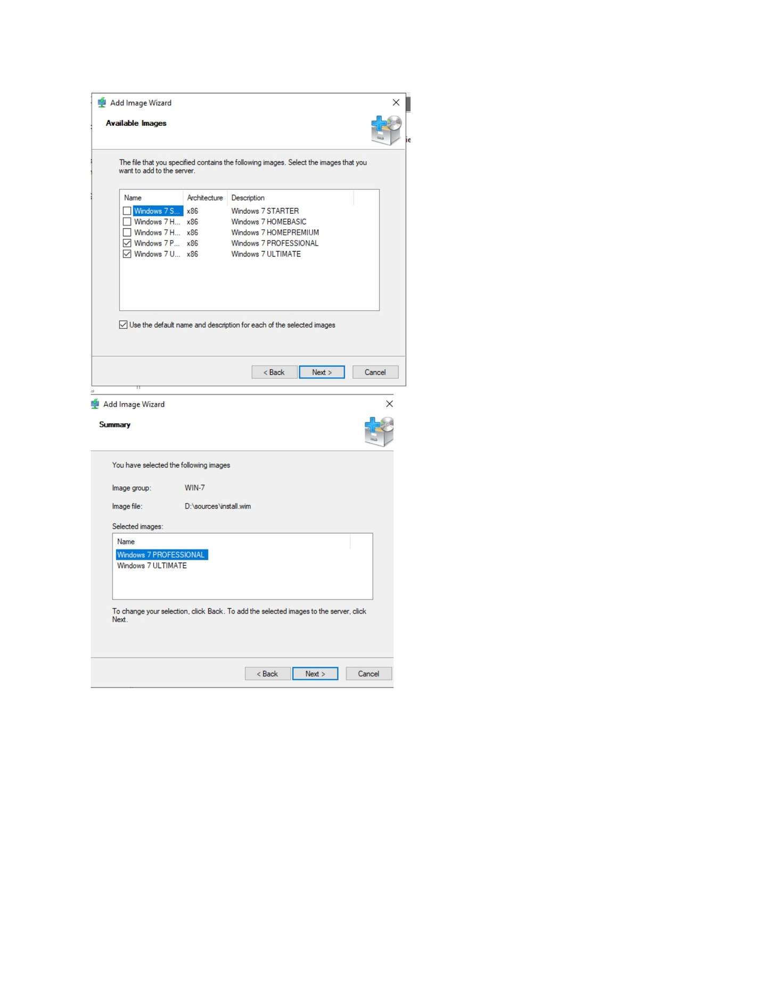 Add Image Wizard
Available Images
The file that you specified contains the following images. Select the images that you
want to add to the server.
Name Architecture Description
Windows 7 S... x86 Windows 7 STARTER
Windows 7 H... x86 Windows 7 HOMEBASIC
Windows 7 H... x86 Windows 7 HOMEPREMIUM
Windows 7 P... x86 Windows 7 PROFESSIONAL
Windows 7 U... x86 Windows 7 ULTIMATE
Use the default name and description for each of the selected images
< Back Next > Cancel
Add Image Wizard
Summary
You have selected the following images
Image group: WIN-7
Image file: D:\sources\install.wim
Selected images:
Name
Windows 7 PROFESSIONAL
Windows 7 ULTIMATE
To change your selection, click Back. To add the selected images to the server, click
Next.
< Back Next > Cancel